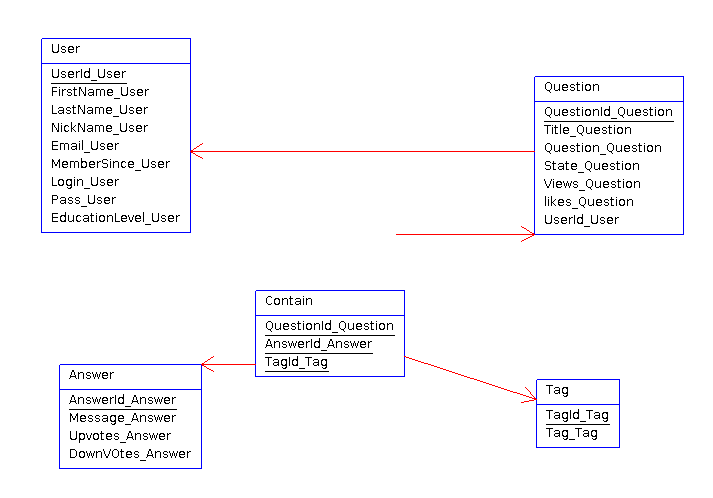 User
UserId_User
FirstName_User
LastName_User
NickName_User
Email_User
MemberSince_User
Login_User
Pass_User
EducationLevel_User
Question
QuestionId_Question
Title_Question
Question_Question
State_Question
Views_Question
likes_Question
UserId_User
Contain
QuestionId_Question
AnswerId_Answer
TagId_Tag
Answer
AnswerId_Answer
Message_Answer
Upvotes_Answer
DownVOtes_Answer
Tag
TagId_Tag
Tag_Tag